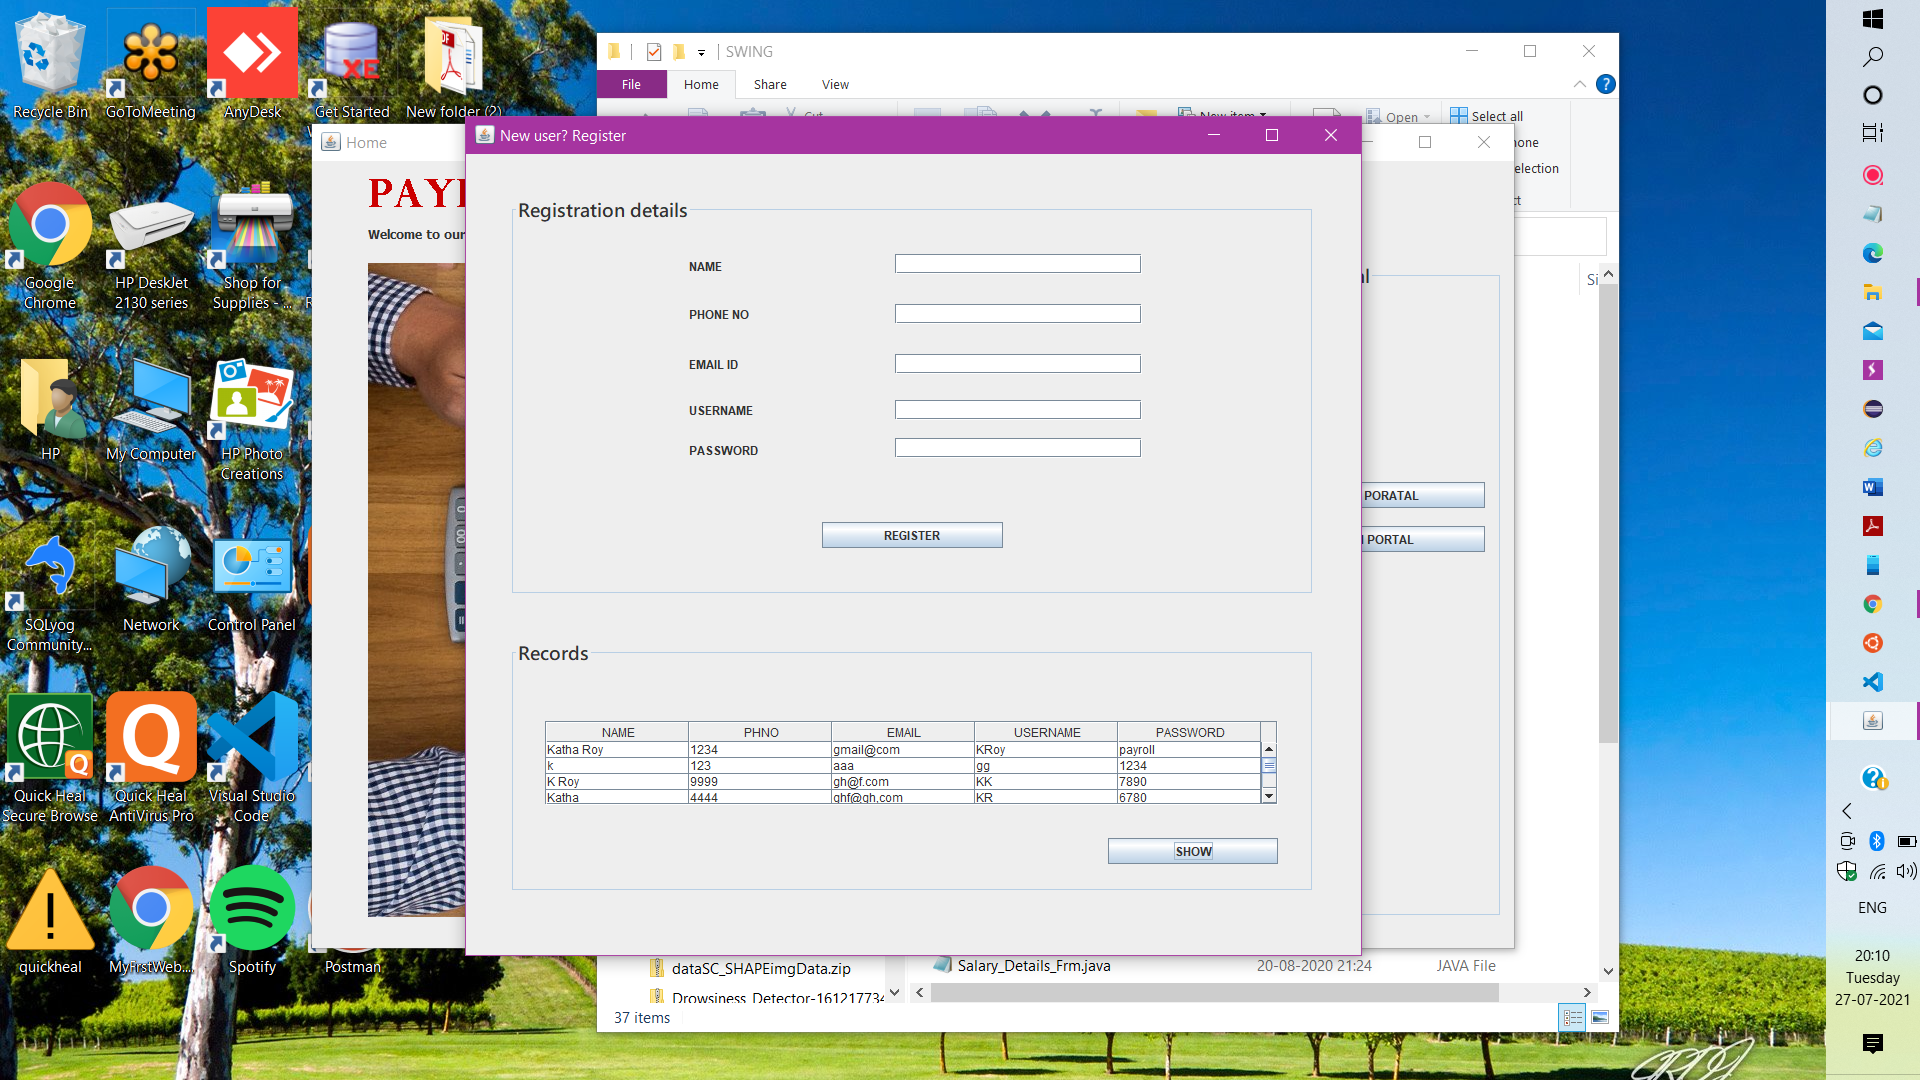 Recycle Bin
GoToMeeting
AnyDesk
Get Started
New folder (2)
Google
Chrome
HP DeskJet
2130 series
Shop for
Supplies - ...
HP
My Computer
HP Photo
Creations
SQLyog
Community...
Network
Control Panel
Quick Heal
Secure Browse
Quick Heal
AntiVirus Pro
Visual Studio
Code
quickheal
MyFirstWeb...
Spotify
Postman
SWING
File
Home
Share
View
Cut
New item
Open
Select all
Home
PAY
Welcome to our
New user? Register
Registration details
NAME
PHONE NO
EMAIL ID
USERNAME
PASSWORD
REGISTER
PORATAL
PORTAL
Records
NAME PHNO EMAIL USERNAME PASSWORD
Katha Roy 1234 gmail@com KRoy payroll
k 123 aaa gg 1234
K Roy 9999 gh@f.com KK 7890
Katha 4444 ghf@gh.com KR 6780
SHOW
dataSC_SHAPEimgData.zip
Drowsiness_Detector-161217734
Salary_Details_Frm.java 20-08-2020 21:24 JAVA File
37 items
ENG
20:10
Tuesday
27-07-2021